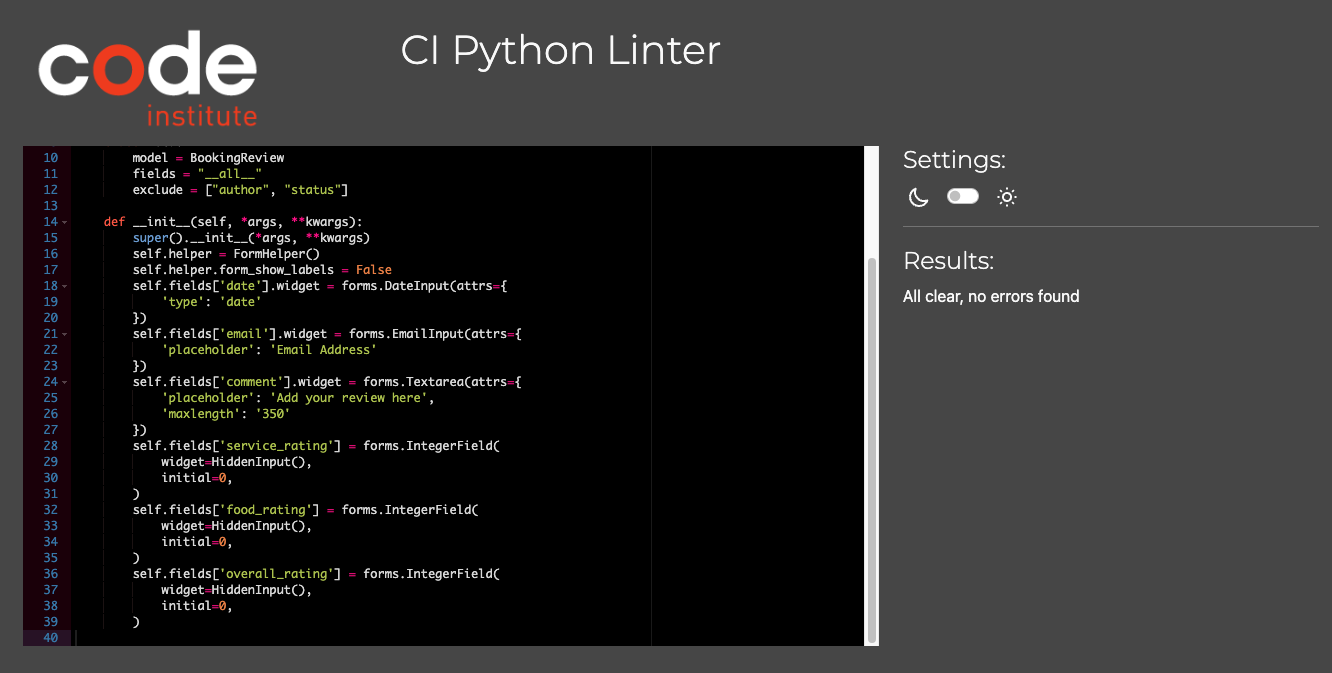 code
institute
CI Python Linter
10 model = BookingReview
11 fields = "__all__"
12 exclude = ["author", "status"]
13
14 def __init__(self, *args, **kwargs):
15 super().__init__(*args, **kwargs)
16 self.helper = FormHelper()
17 self.helper.form_show_labels = False
18 self.fields['date'].widget = forms.DateInput(attrs={
19 'type': 'date'
20 })
21 self.fields['email'].widget = forms.EmailInput(attrs={
22 'placeholder': 'Email Address'
23 })
24 self.fields['comment'].widget = forms.Textarea(attrs={
25 'placeholder': 'Add your review here',
26 'maxlength': '350'
27 })
28 self.fields['service_rating'] = forms.IntegerField(
29 widget=HiddenInput(),
30 initial=0,
31 )
32 self.fields['food_rating'] = forms.IntegerField(
33 widget=HiddenInput(),
34 initial=0,
35 )
36 self.fields['overall_rating'] = forms.IntegerField(
37 widget=HiddenInput(),
38 initial=0,
39 )
40
Settings:
Results:
All clear, no errors found